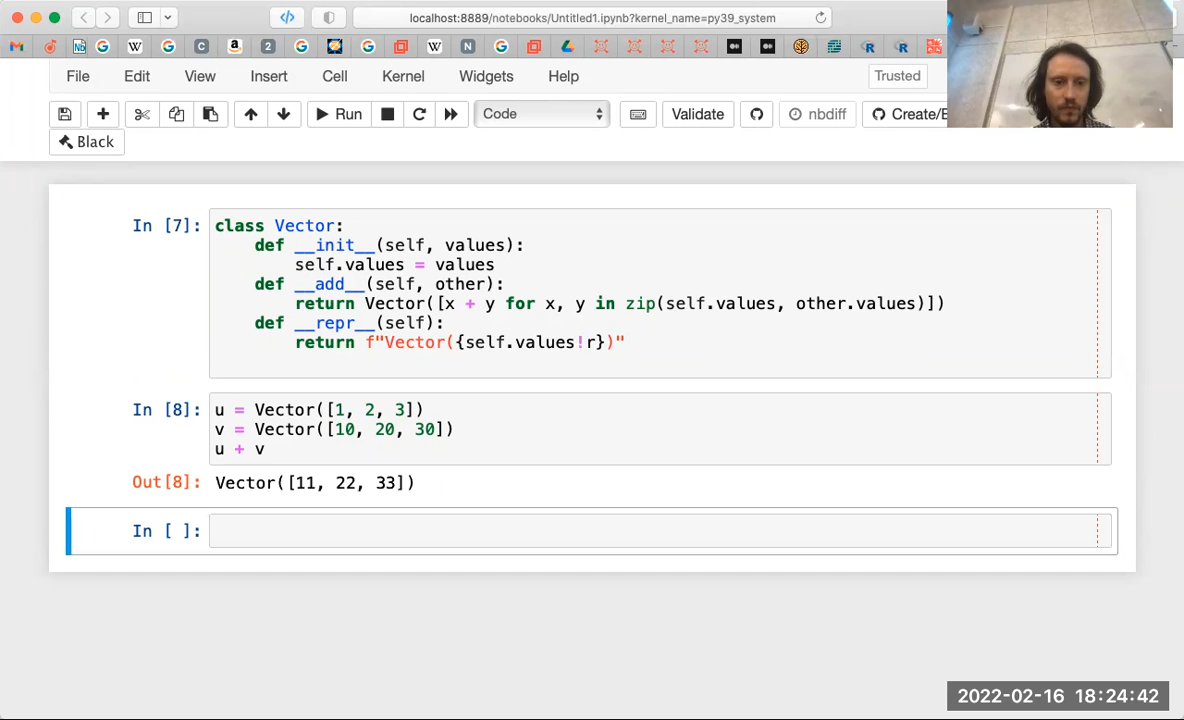 localhost:8889/notebooks/Untitled1.ipynb?kernel_name=py39_system
File Edit View Insert Cell Kernel Widgets Help Trusted
Run Code Validate nbdiff Create/E
Black
In [7]: class Vector:
    def __init__(self, values):
        self.values = values
    def __add__(self, other):
        return Vector([x + y for x, y in zip(self.values, other.values)])
    def __repr__(self):
        return f"Vector({self.values!r})"
In [8]: u = Vector([1, 2, 3])
v = Vector([10, 20, 30])
u + v
Out[8]: Vector([11, 22, 33])
In [ ]:
2022-02-16 18:24:42